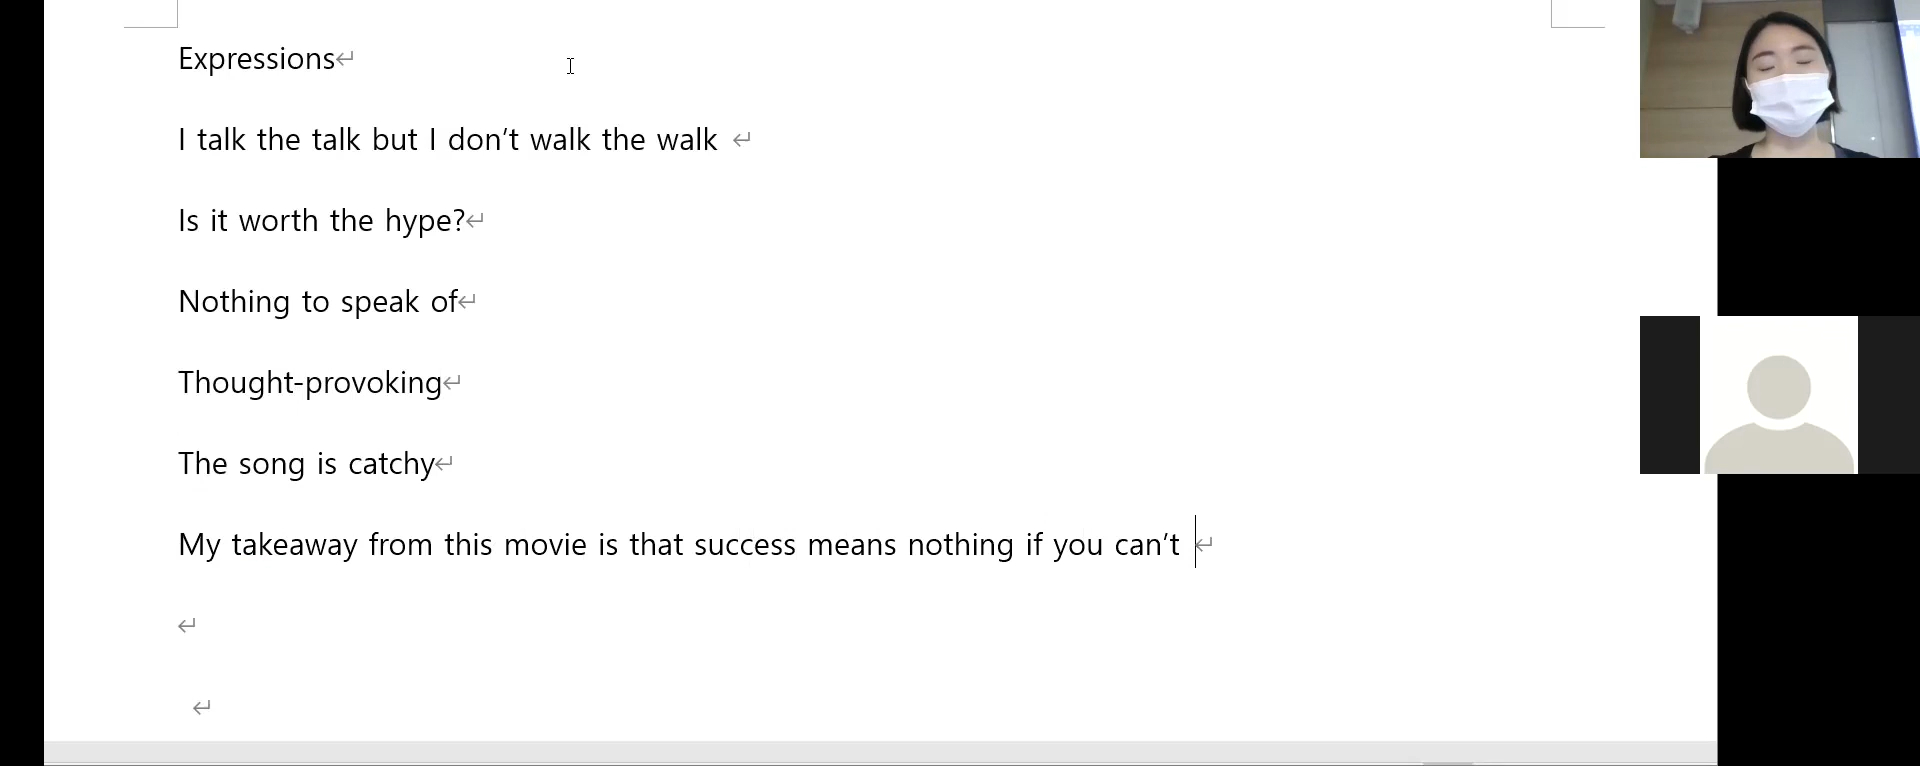 Expressions
I talk the talk but I don’t walk the walk
Is it worth the hype?
Nothing to speak of
Thought-provoking
The song is catchy
My takeaway from this movie is that success means nothing if you can’t